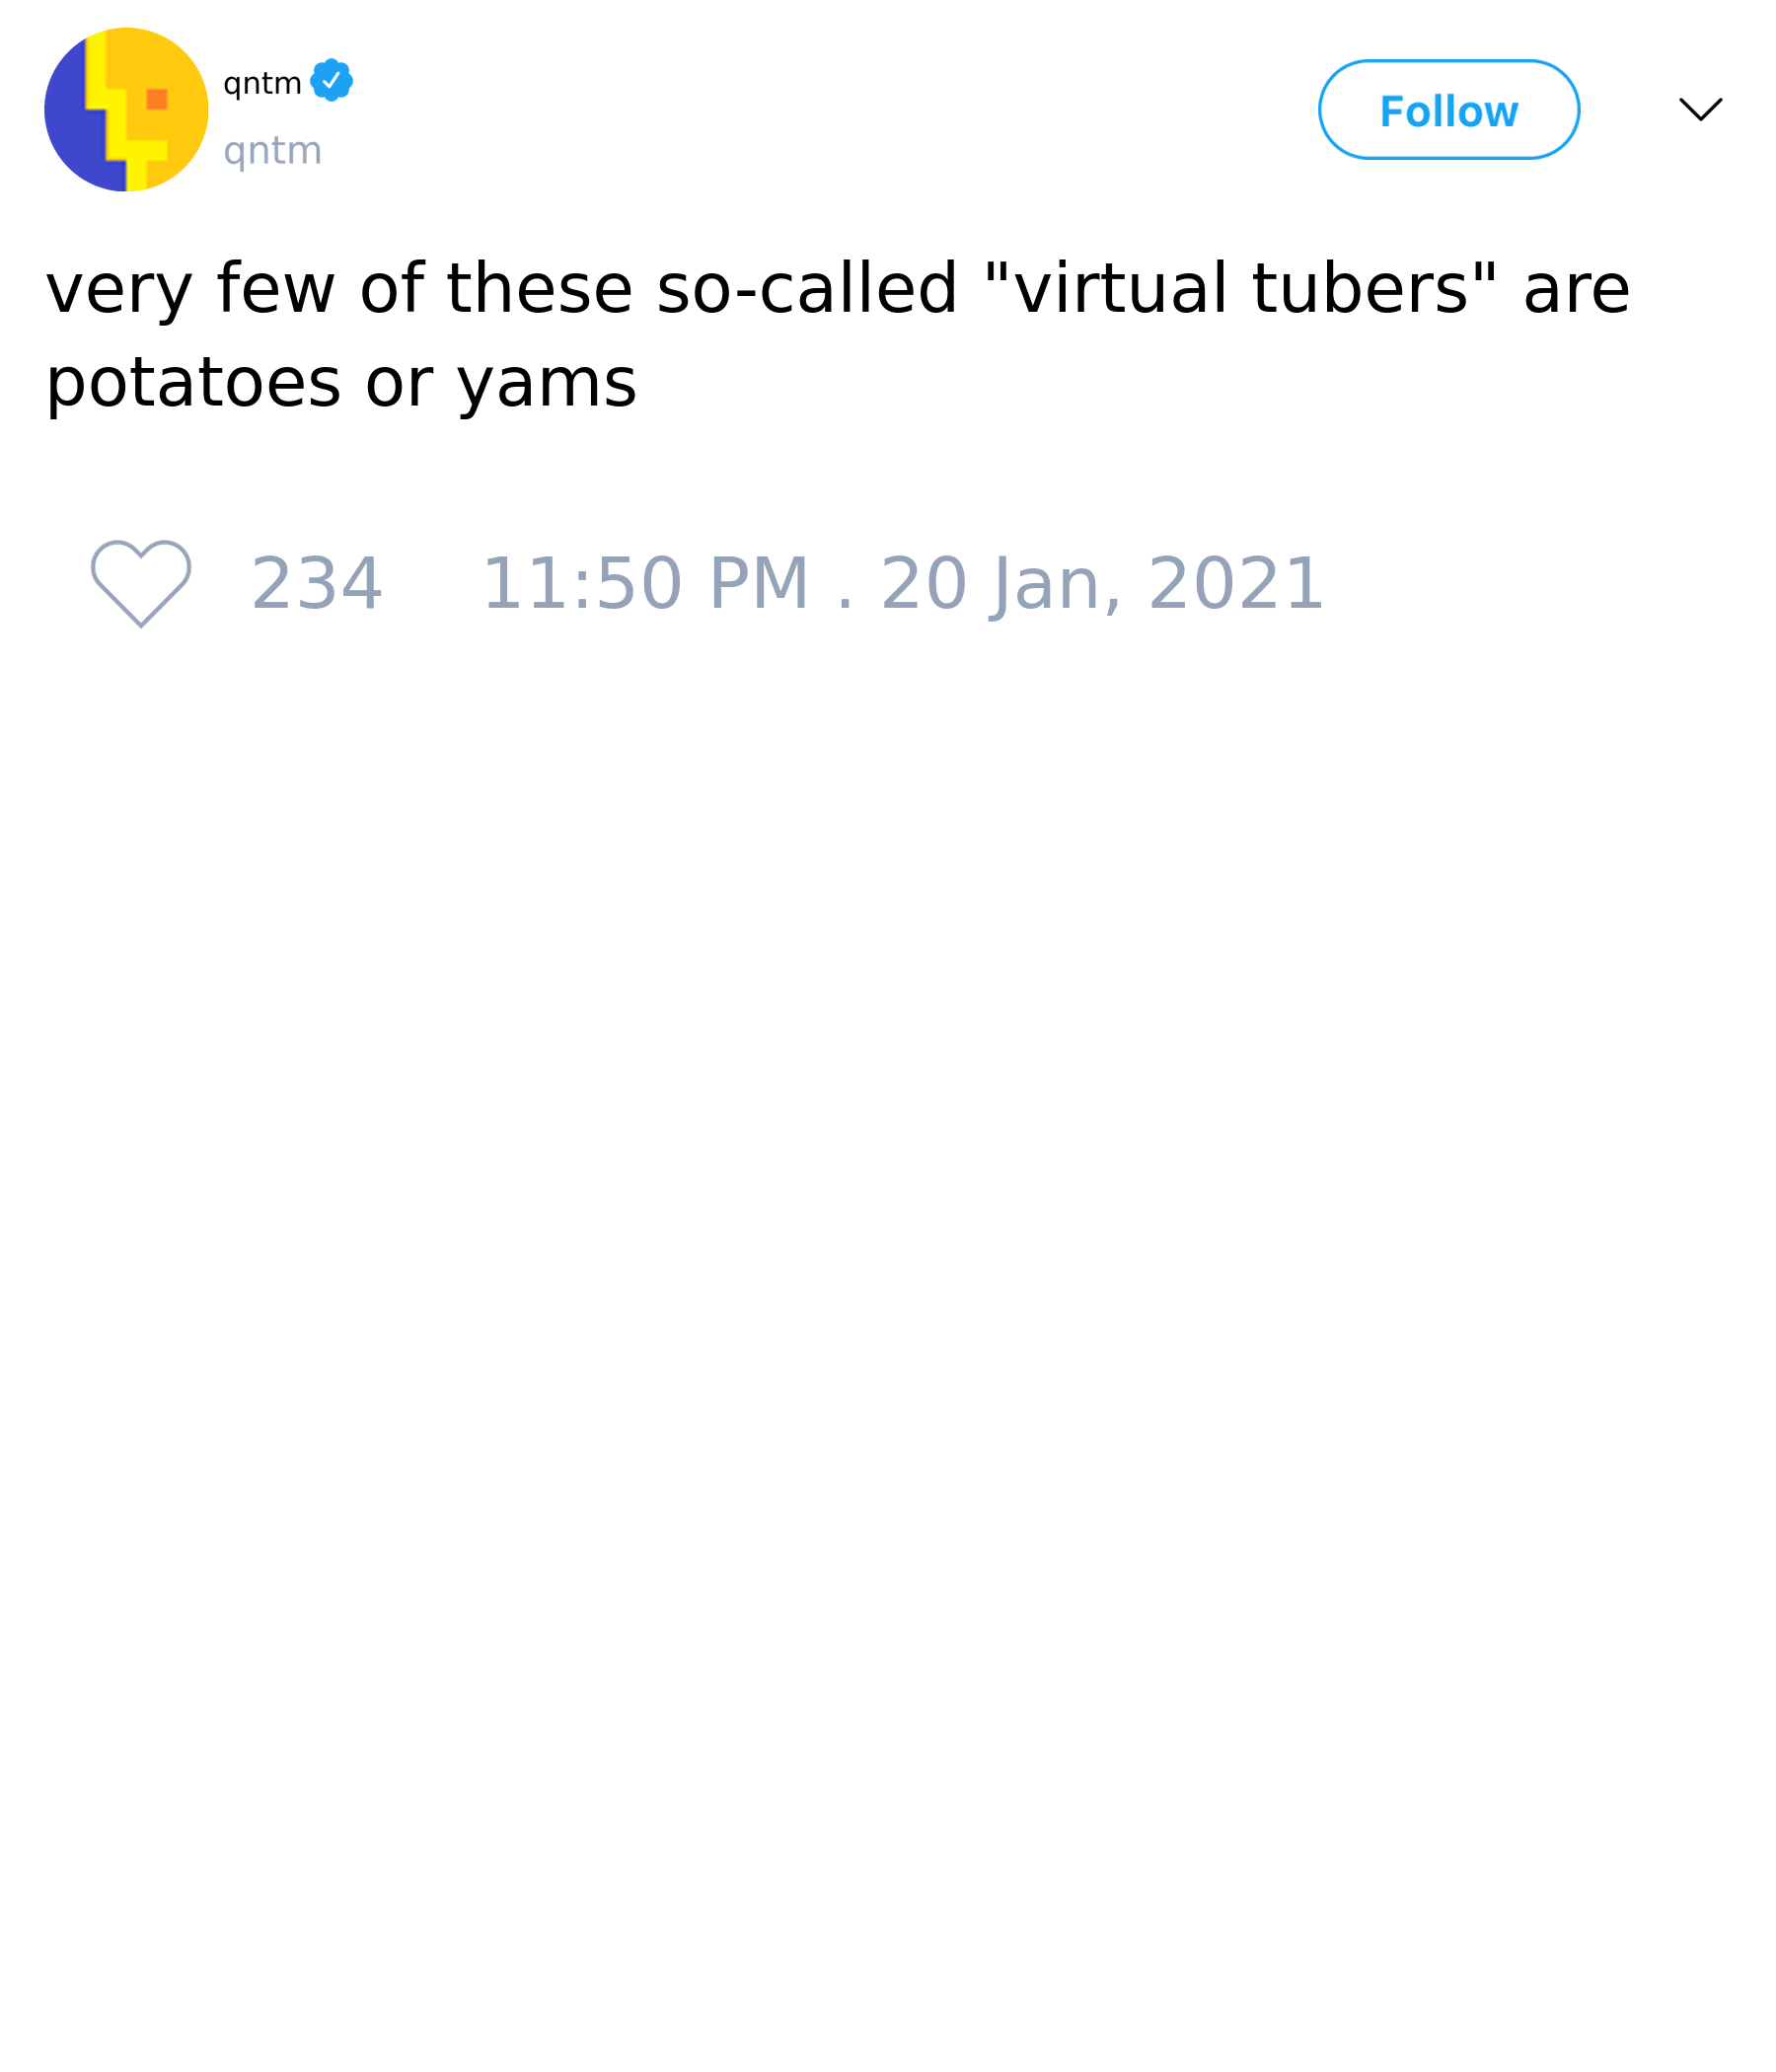 qntm
qntm
Follow
very few of these so-called "virtual tubers" are
potatoes or yams
234 11:50 PM . 20 Jan, 2021